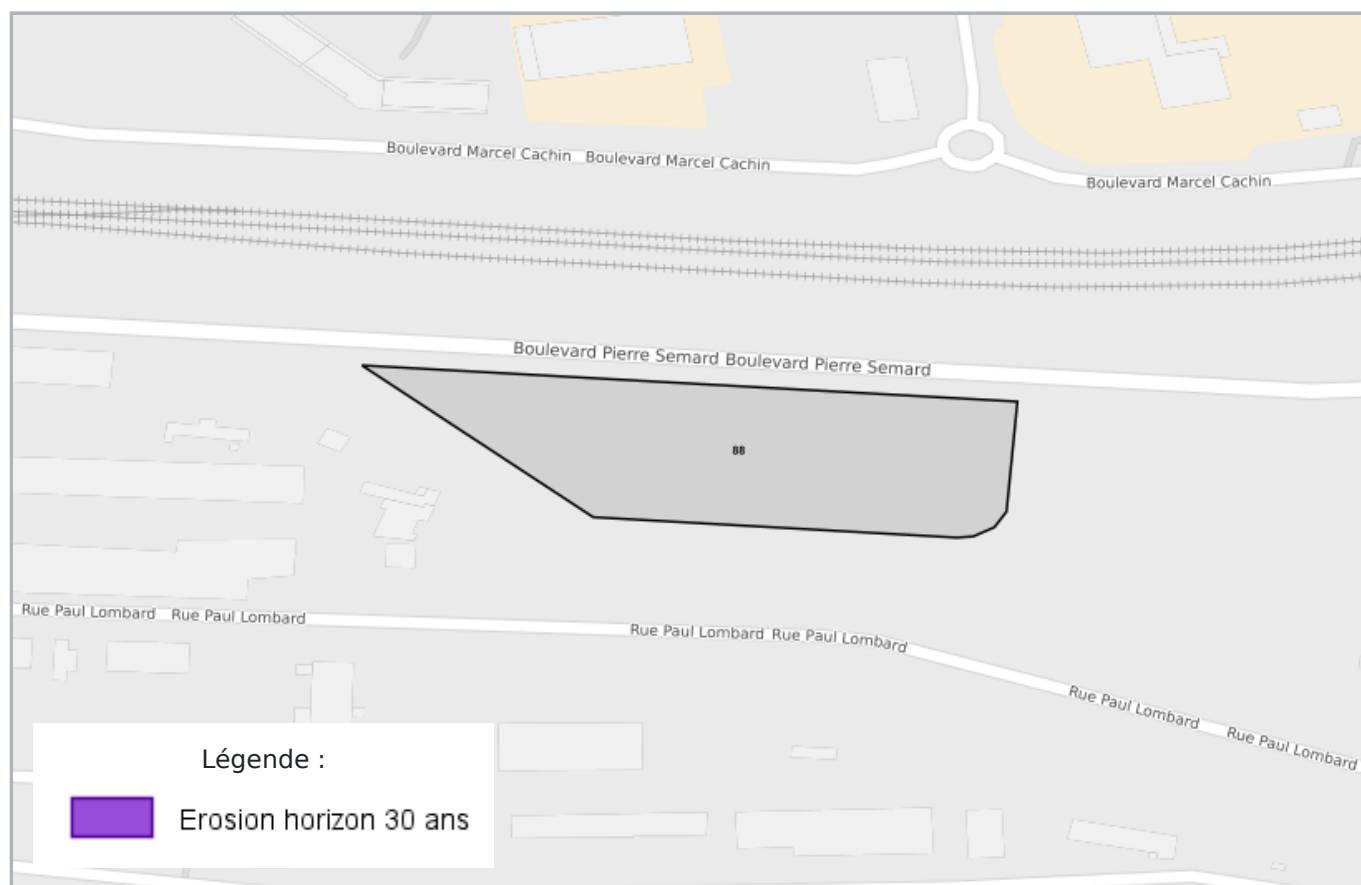 Boulevard Marcel Cachin Boulevard Marcel Cachin
Boulevard Marcel Cachin
Boulevard Pierre Semard Boulevard Pierre Semard
88
Rue Paul Lombard Rue Paul Lombard
Rue Paul Lombard Rue Paul Lombard
Rue Paul Lombard
Rue Paul Lombard
Légende :
Erosion horizon 30 ans